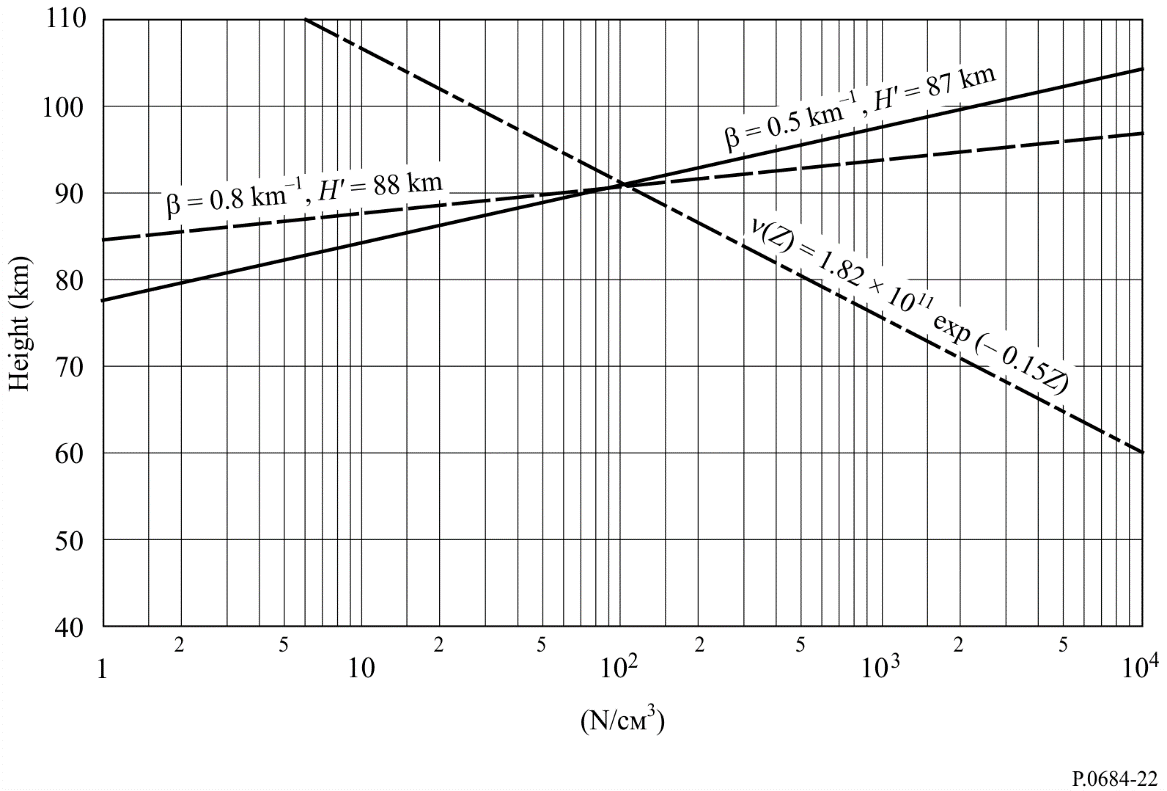 110
100
90
80
70
60
50
40
Height (km)
β = 0.5 km⁻¹, H′ = 87 km
β = 0.8 km⁻¹, H′ = 88 km
ν(Z) = 1.82 × 10¹¹ exp (– 0.15Z)
2 5 2 5 2 5 2 5
1 10 10² 10³ 10⁴
(N/см³)
P.0684-22